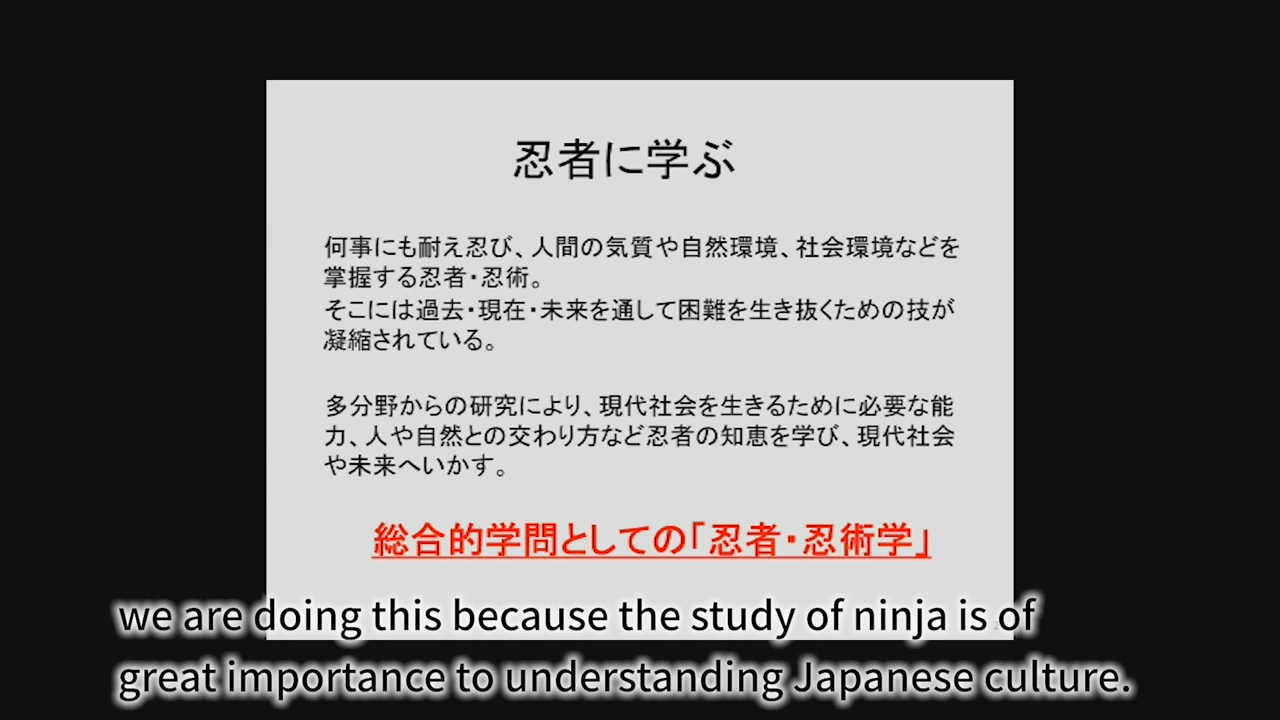 忍者に学ぶ
何事にも耐え忍び、人間の気質や自然環境、社会環境などを
掌握する忍者・忍術。
そこには過去・現在・未来を通して困難を生き抜くための技が
凝縮されている。
多分野からの研究により、現代社会を生きるために必要な能
力、人や自然との交わり方など忍者の知恵を学び、現代社会
や未来へいかす。
総合的学問としての「忍者・忍術学」
we are doing this because the study of ninja is of
great importance to understanding Japanese culture.